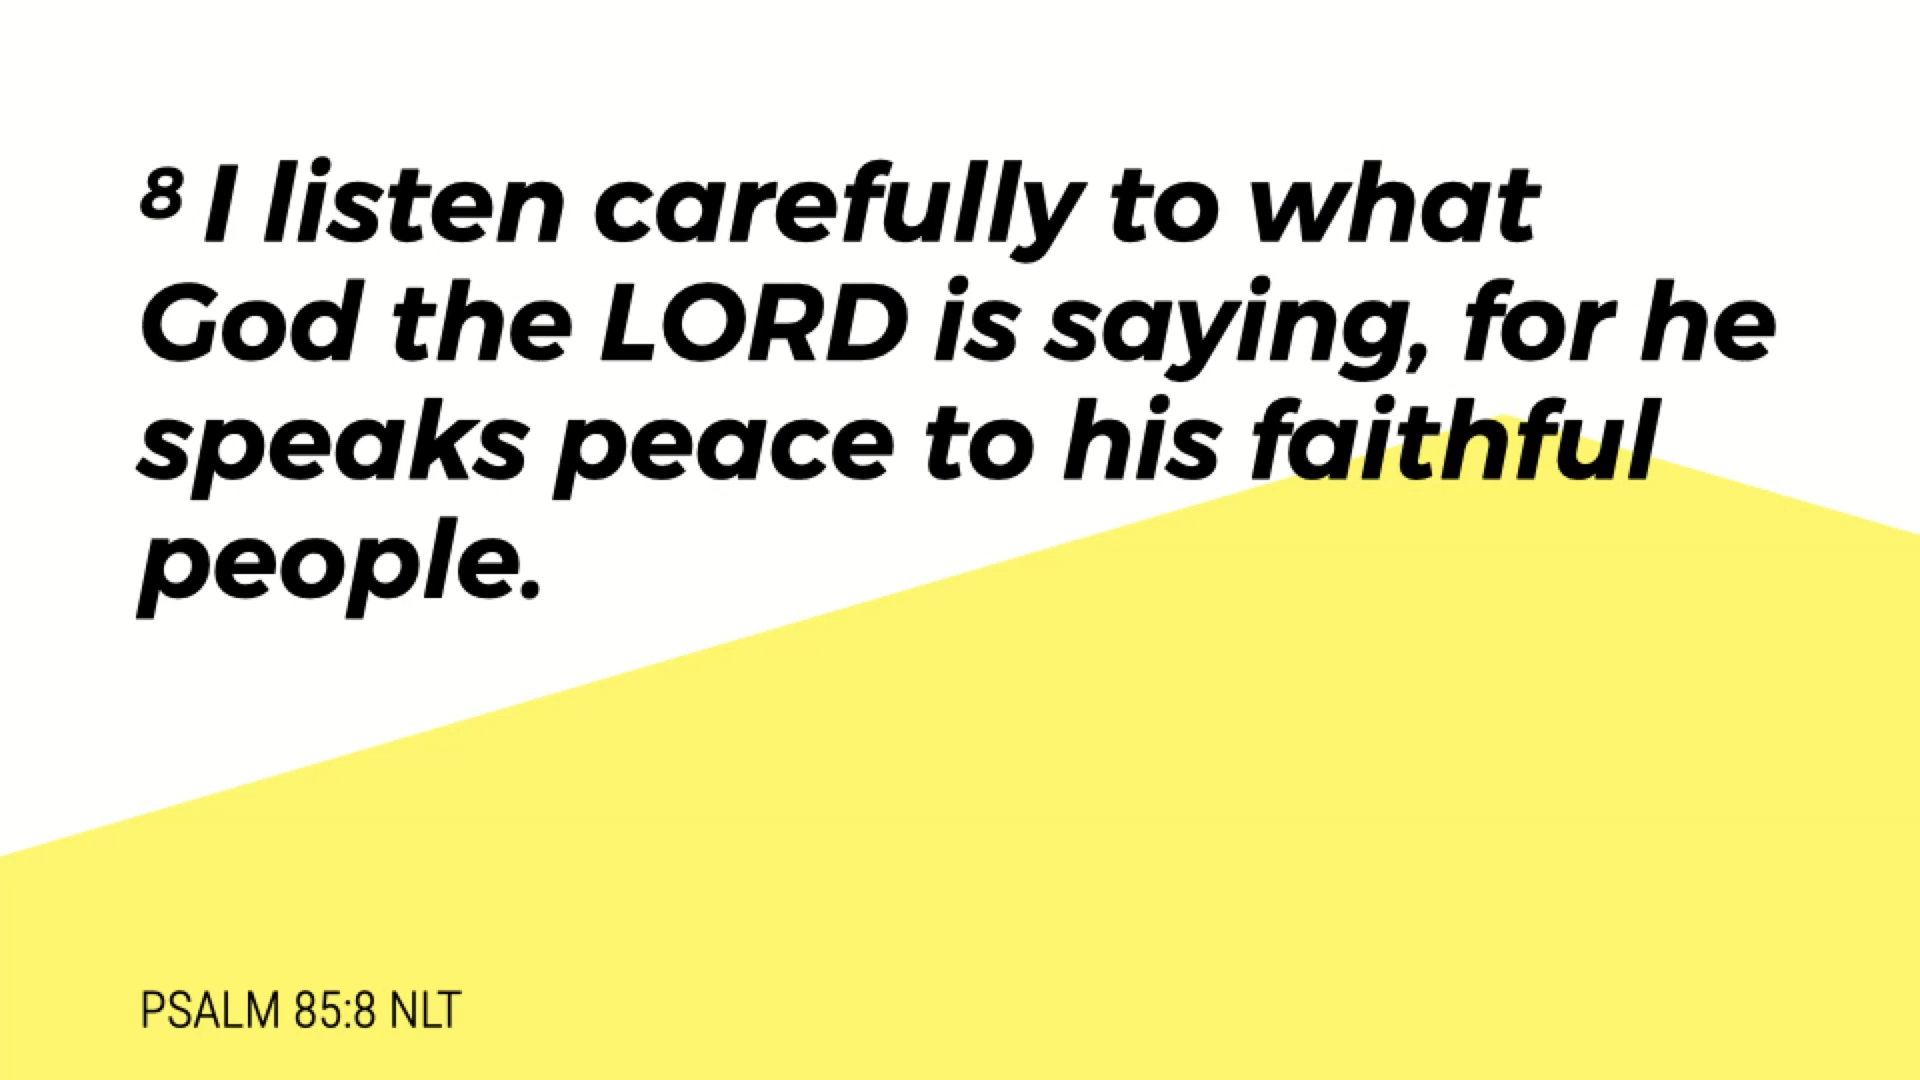 ⁸ I listen carefully to what
God the LORD is saying, for he
speaks peace to his faithful
people.
PSALM 85:8 NLT